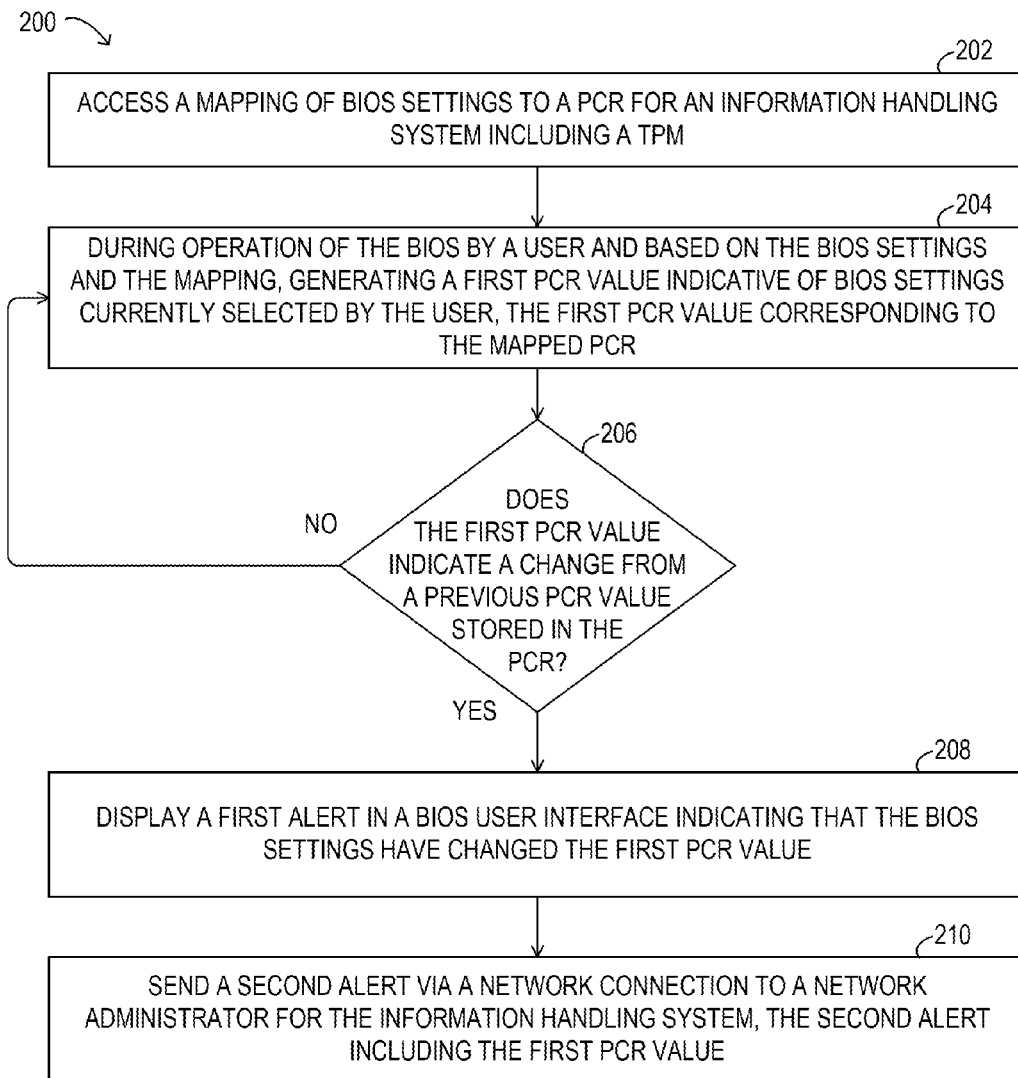 200
202
ACCESS A MAPPING OF BIOS SETTINGS TO A PCR FOR AN INFORMATION HANDLING
SYSTEM INCLUDING A TPM
204
DURING OPERATION OF THE BIOS BY A USER AND BASED ON THE BIOS SETTINGS
AND THE MAPPING, GENERATING A FIRST PCR VALUE INDICATIVE OF BIOS SETTINGS
CURRENTLY SELECTED BY THE USER, THE FIRST PCR VALUE CORRESPONDING TO
THE MAPPED PCR
206
DOES
THE FIRST PCR VALUE
INDICATE A CHANGE FROM
A PREVIOUS PCR VALUE
STORED IN THE
PCR?
NO
YES
208
DISPLAY A FIRST ALERT IN A BIOS USER INTERFACE INDICATING THAT THE BIOS
SETTINGS HAVE CHANGED THE FIRST PCR VALUE
210
SEND A SECOND ALERT VIA A NETWORK CONNECTION TO A NETWORK
ADMINISTRATOR FOR THE INFORMATION HANDLING SYSTEM, THE SECOND ALERT
INCLUDING THE FIRST PCR VALUE